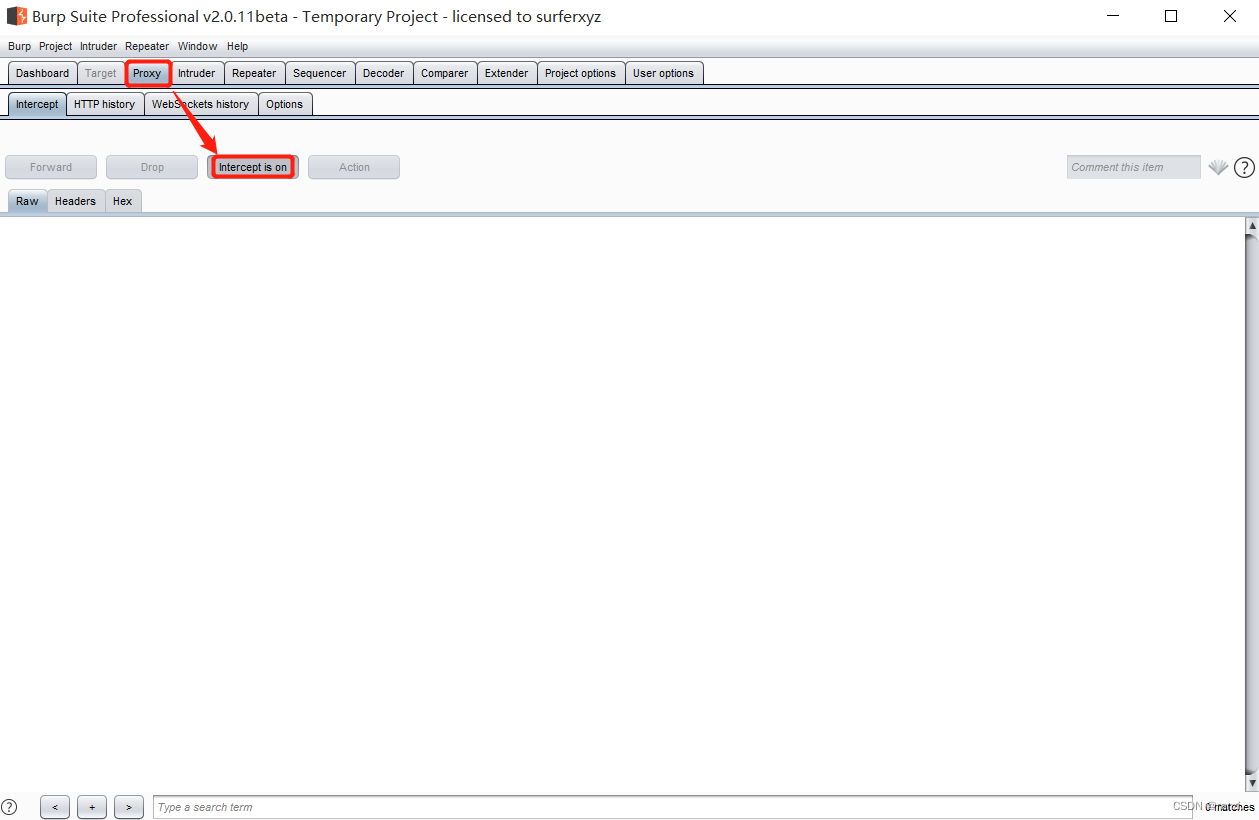 Burp Suite Professional v2.0.11beta - Temporary Project - licensed to surferxyz
Burp Project Intruder Repeater Window Help
Dashboard Target Proxy Intruder Repeater Sequencer Decoder Comparer Extender Project options User options
Intercept HTTP history WebSockets history Options
Forward Drop Intercept is on Action Comment this item ?
Raw Headers Hex
? < + > Type a search term CSDN 0 matches